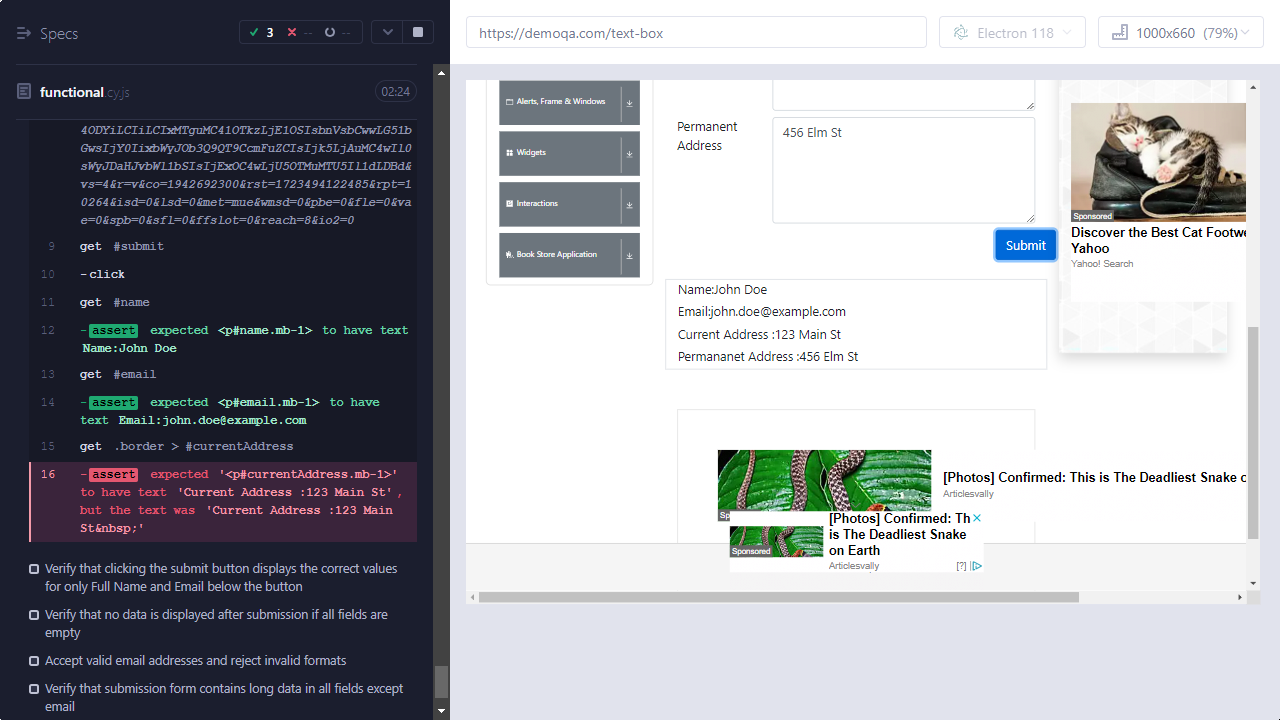 Specs
3
--
--
https://demoqa.com/text-box
Electron 118
1000x660 (79%)
functional.cy.js
02:24
4ODYiLCIiLCIxMTguMC41OTkzLjE1OSIsbnVsbCwwLG51b
GwsIjY0IixbWyJOb3Q9QT9CcmFuZCIsIjk5LjAuMC4wIl0
sWyJDaHJvbWl1bSIsIjExOC4wLjU5OTMuMTU5Il1dLDBd&
vs=4&r=v&co=1942692300&rst=1723494122485&rpt=1
0264&isd=0&lsd=0&met=mue&wmsd=0&pbe=0&fle=0&va
e=0&spb=0&sfl=0&ffslot=0&reach=8&io2=0
9 get #submit
10 -click
11 get #name
12 -assert expected <p#name.mb-1> to have text
Name:John Doe
13 get #email
14 -assert expected <p#email.mb-1> to have
text Email:john.doe@example.com
15 get .border > #currentAddress
16 -assert expected '<p#currentAddress.mb-1>'
to have text 'Current Address :123 Main St',
but the text was 'Current Address :123 Main
St&nbsp;'
Verify that clicking the submit button displays the correct values
for only Full Name and Email below the button
Verify that no data is displayed after submission if all fields are
empty
Accept valid email addresses and reject invalid formats
Verify that submission form contains long data in all fields except
email
Alerts, Frame & Windows
Widgets
Interactions
Book Store Application
Permanent
Address
456 Elm St
Submit
Name:John Doe
Email:john.doe@example.com
Current Address :123 Main St
Permananet Address :456 Elm St
Sponsored
Discover the Best Cat Footwe
Yahoo
Yahoo! Search
[Photos] Confirmed: This is The Deadliest Snake o
Articlesvally
Sp
[Photos] Confirmed: Th
is The Deadliest Snake
on Earth
Sponsored
Articlesvally
[?]